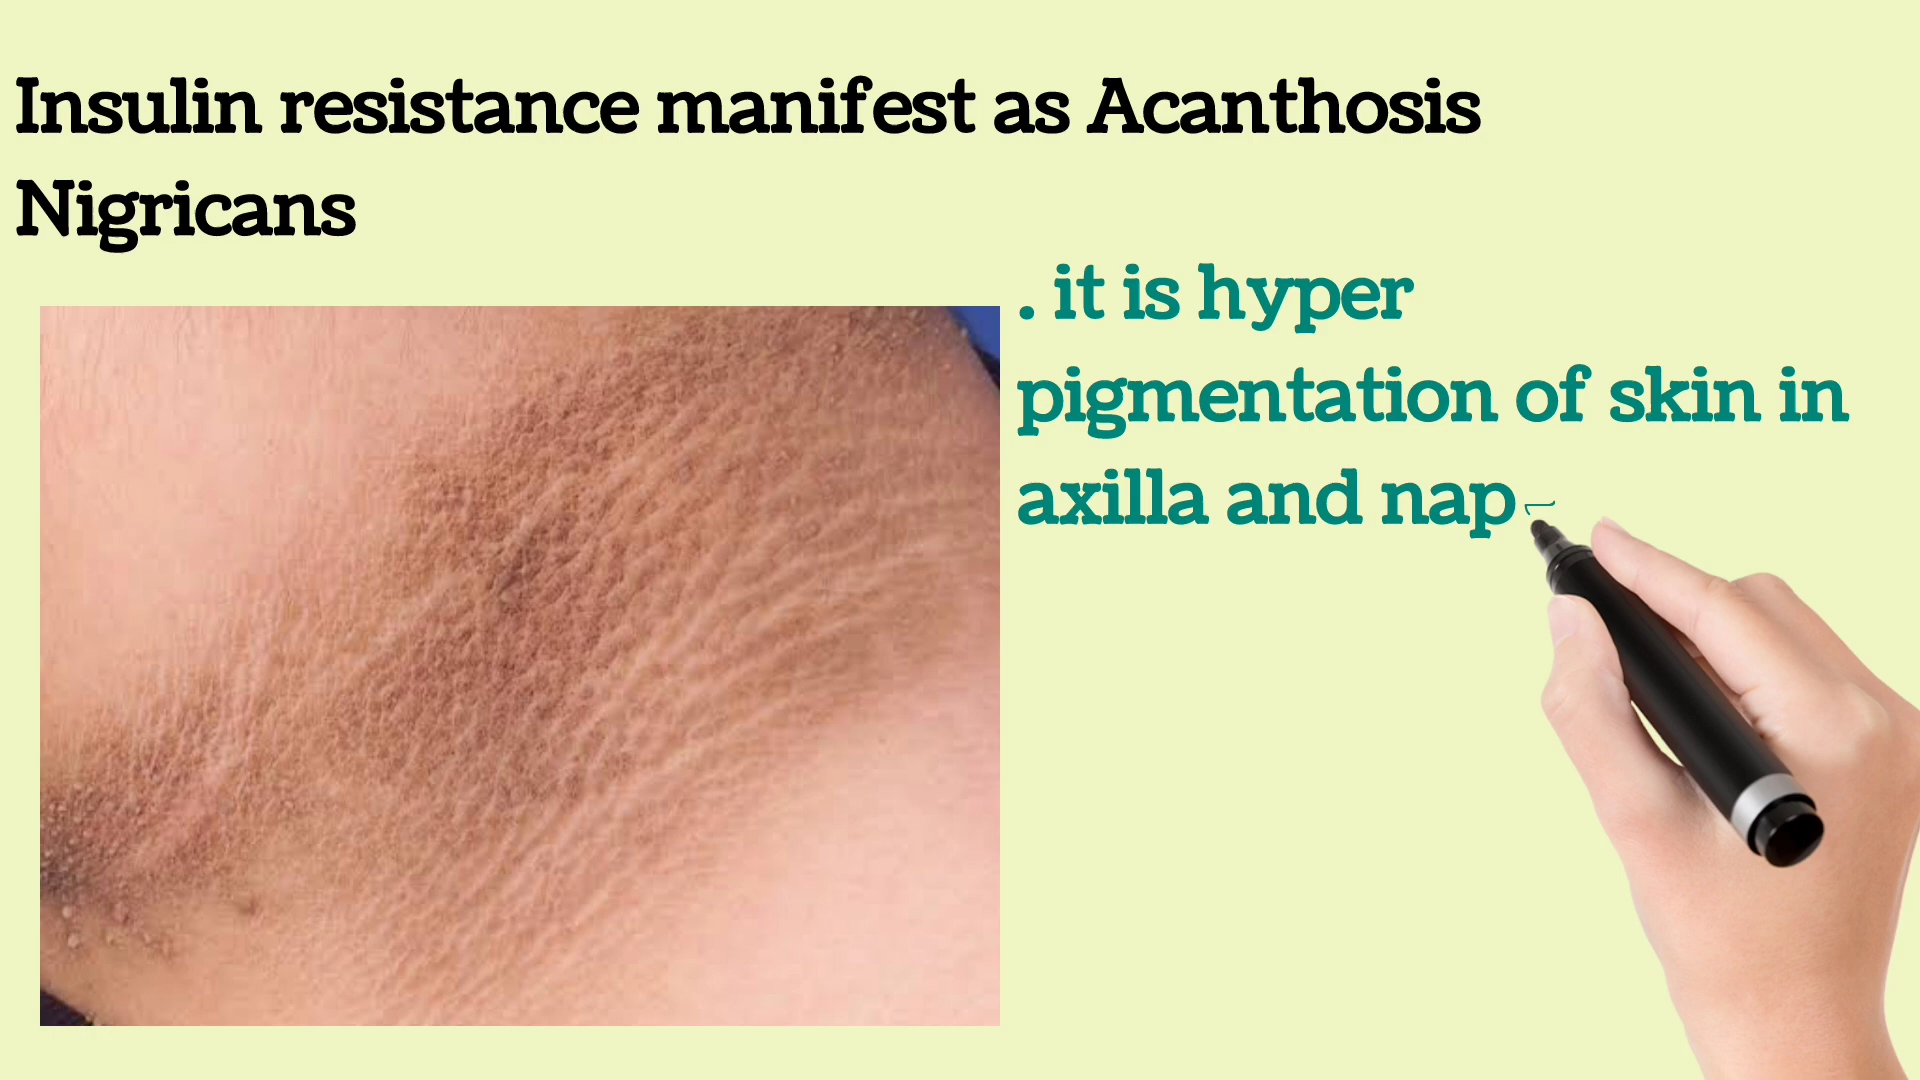 Insulin resistance manifest as Acanthosis
Nigricans
. it is hyper
pigmentation of skin in
axilla and nap